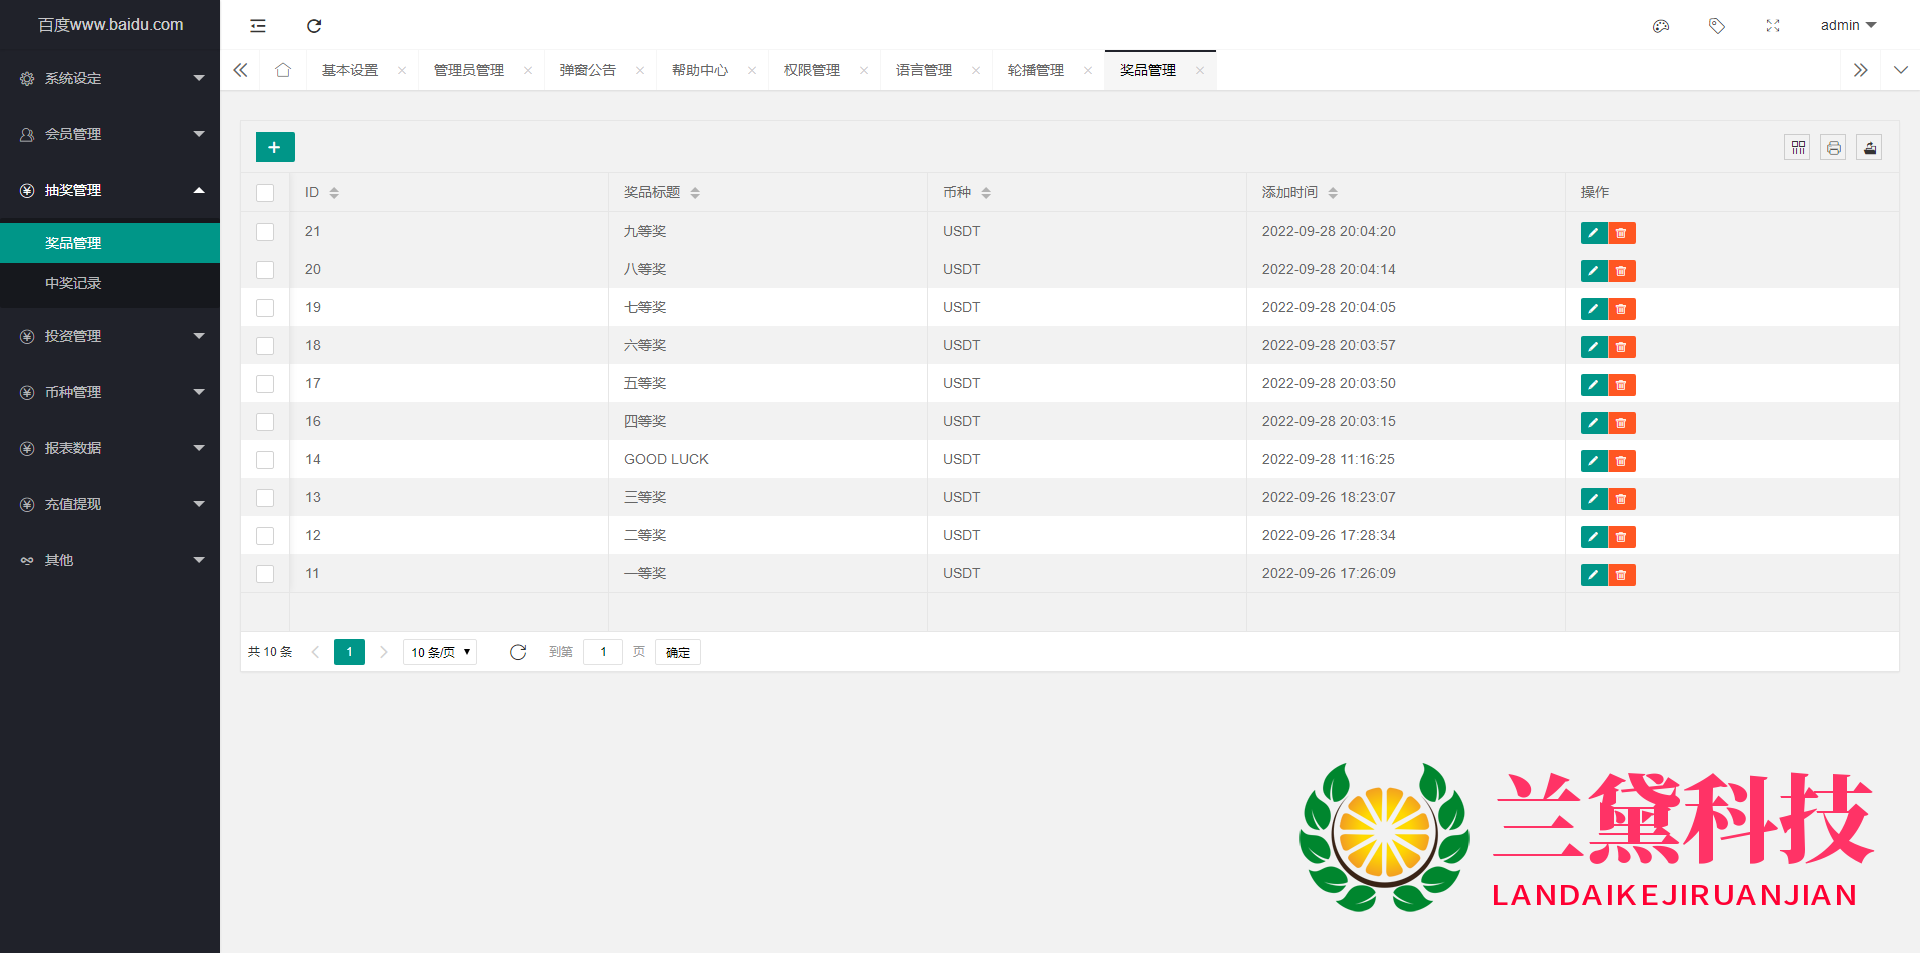 百度www.baidu.com
admin
基本设置
管理员管理
弹窗公告
帮助中心
权限管理
语言管理
轮播管理
奖品管理
系统设定
会员管理
抽奖管理
奖品管理
中奖记录
投资管理
币种管理
报表数据
充值提现
其他
ID 奖品标题 币种 添加时间 操作
21 九等奖 USDT 2022-09-28 20:04:20
20 八等奖 USDT 2022-09-28 20:04:14
19 七等奖 USDT 2022-09-28 20:04:05
18 六等奖 USDT 2022-09-28 20:03:57
17 五等奖 USDT 2022-09-28 20:03:50
16 四等奖 USDT 2022-09-28 20:03:15
14 GOOD LUCK USDT 2022-09-28 11:16:25
13 三等奖 USDT 2022-09-26 18:23:07
12 二等奖 USDT 2022-09-26 17:28:34
11 一等奖 USDT 2022-09-26 17:26:09
共 10 条 1 10 条/页 到第 1 页 确定
兰黛科技
LANDAIKEJIRUANJIAN